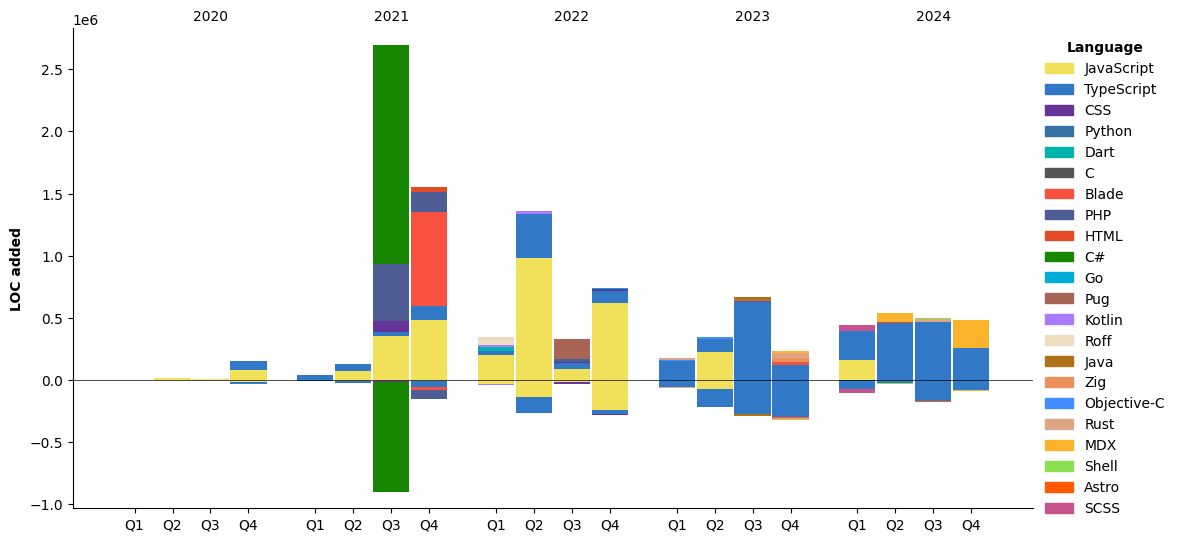 2020 2021 2022 2023 2024
1e6
LOC added
2.5
2.0
1.5
1.0
0.5
0.0
−0.5
−1.0
Q1 Q2 Q3 Q4 Q1 Q2 Q3 Q4 Q1 Q2 Q3 Q4 Q1 Q2 Q3 Q4 Q1 Q2 Q3 Q4
Language
JavaScript
TypeScript
CSS
Python
Dart
C
Blade
PHP
HTML
C#
Go
Pug
Kotlin
Roff
Java
Zig
Objective-C
Rust
MDX
Shell
Astro
SCSS